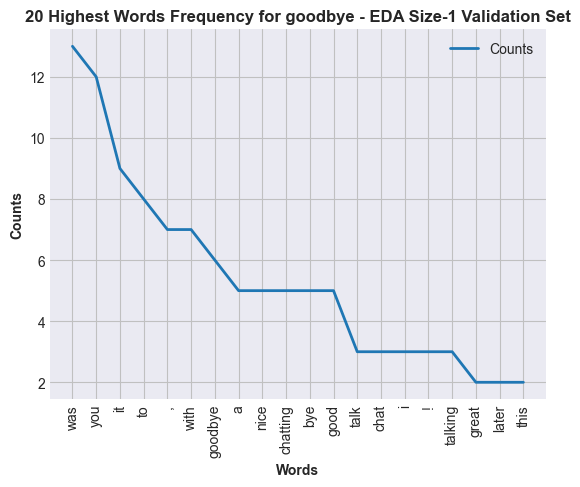 20 Highest Words Frequency for goodbye - EDA Size-1 Validation Set
Counts
12
10
8
6
4
2
Counts
was
you
it
to
,
with
goodbye
a
nice
chatting
bye
good
talk
chat
i
!
talking
great
later
this
Words